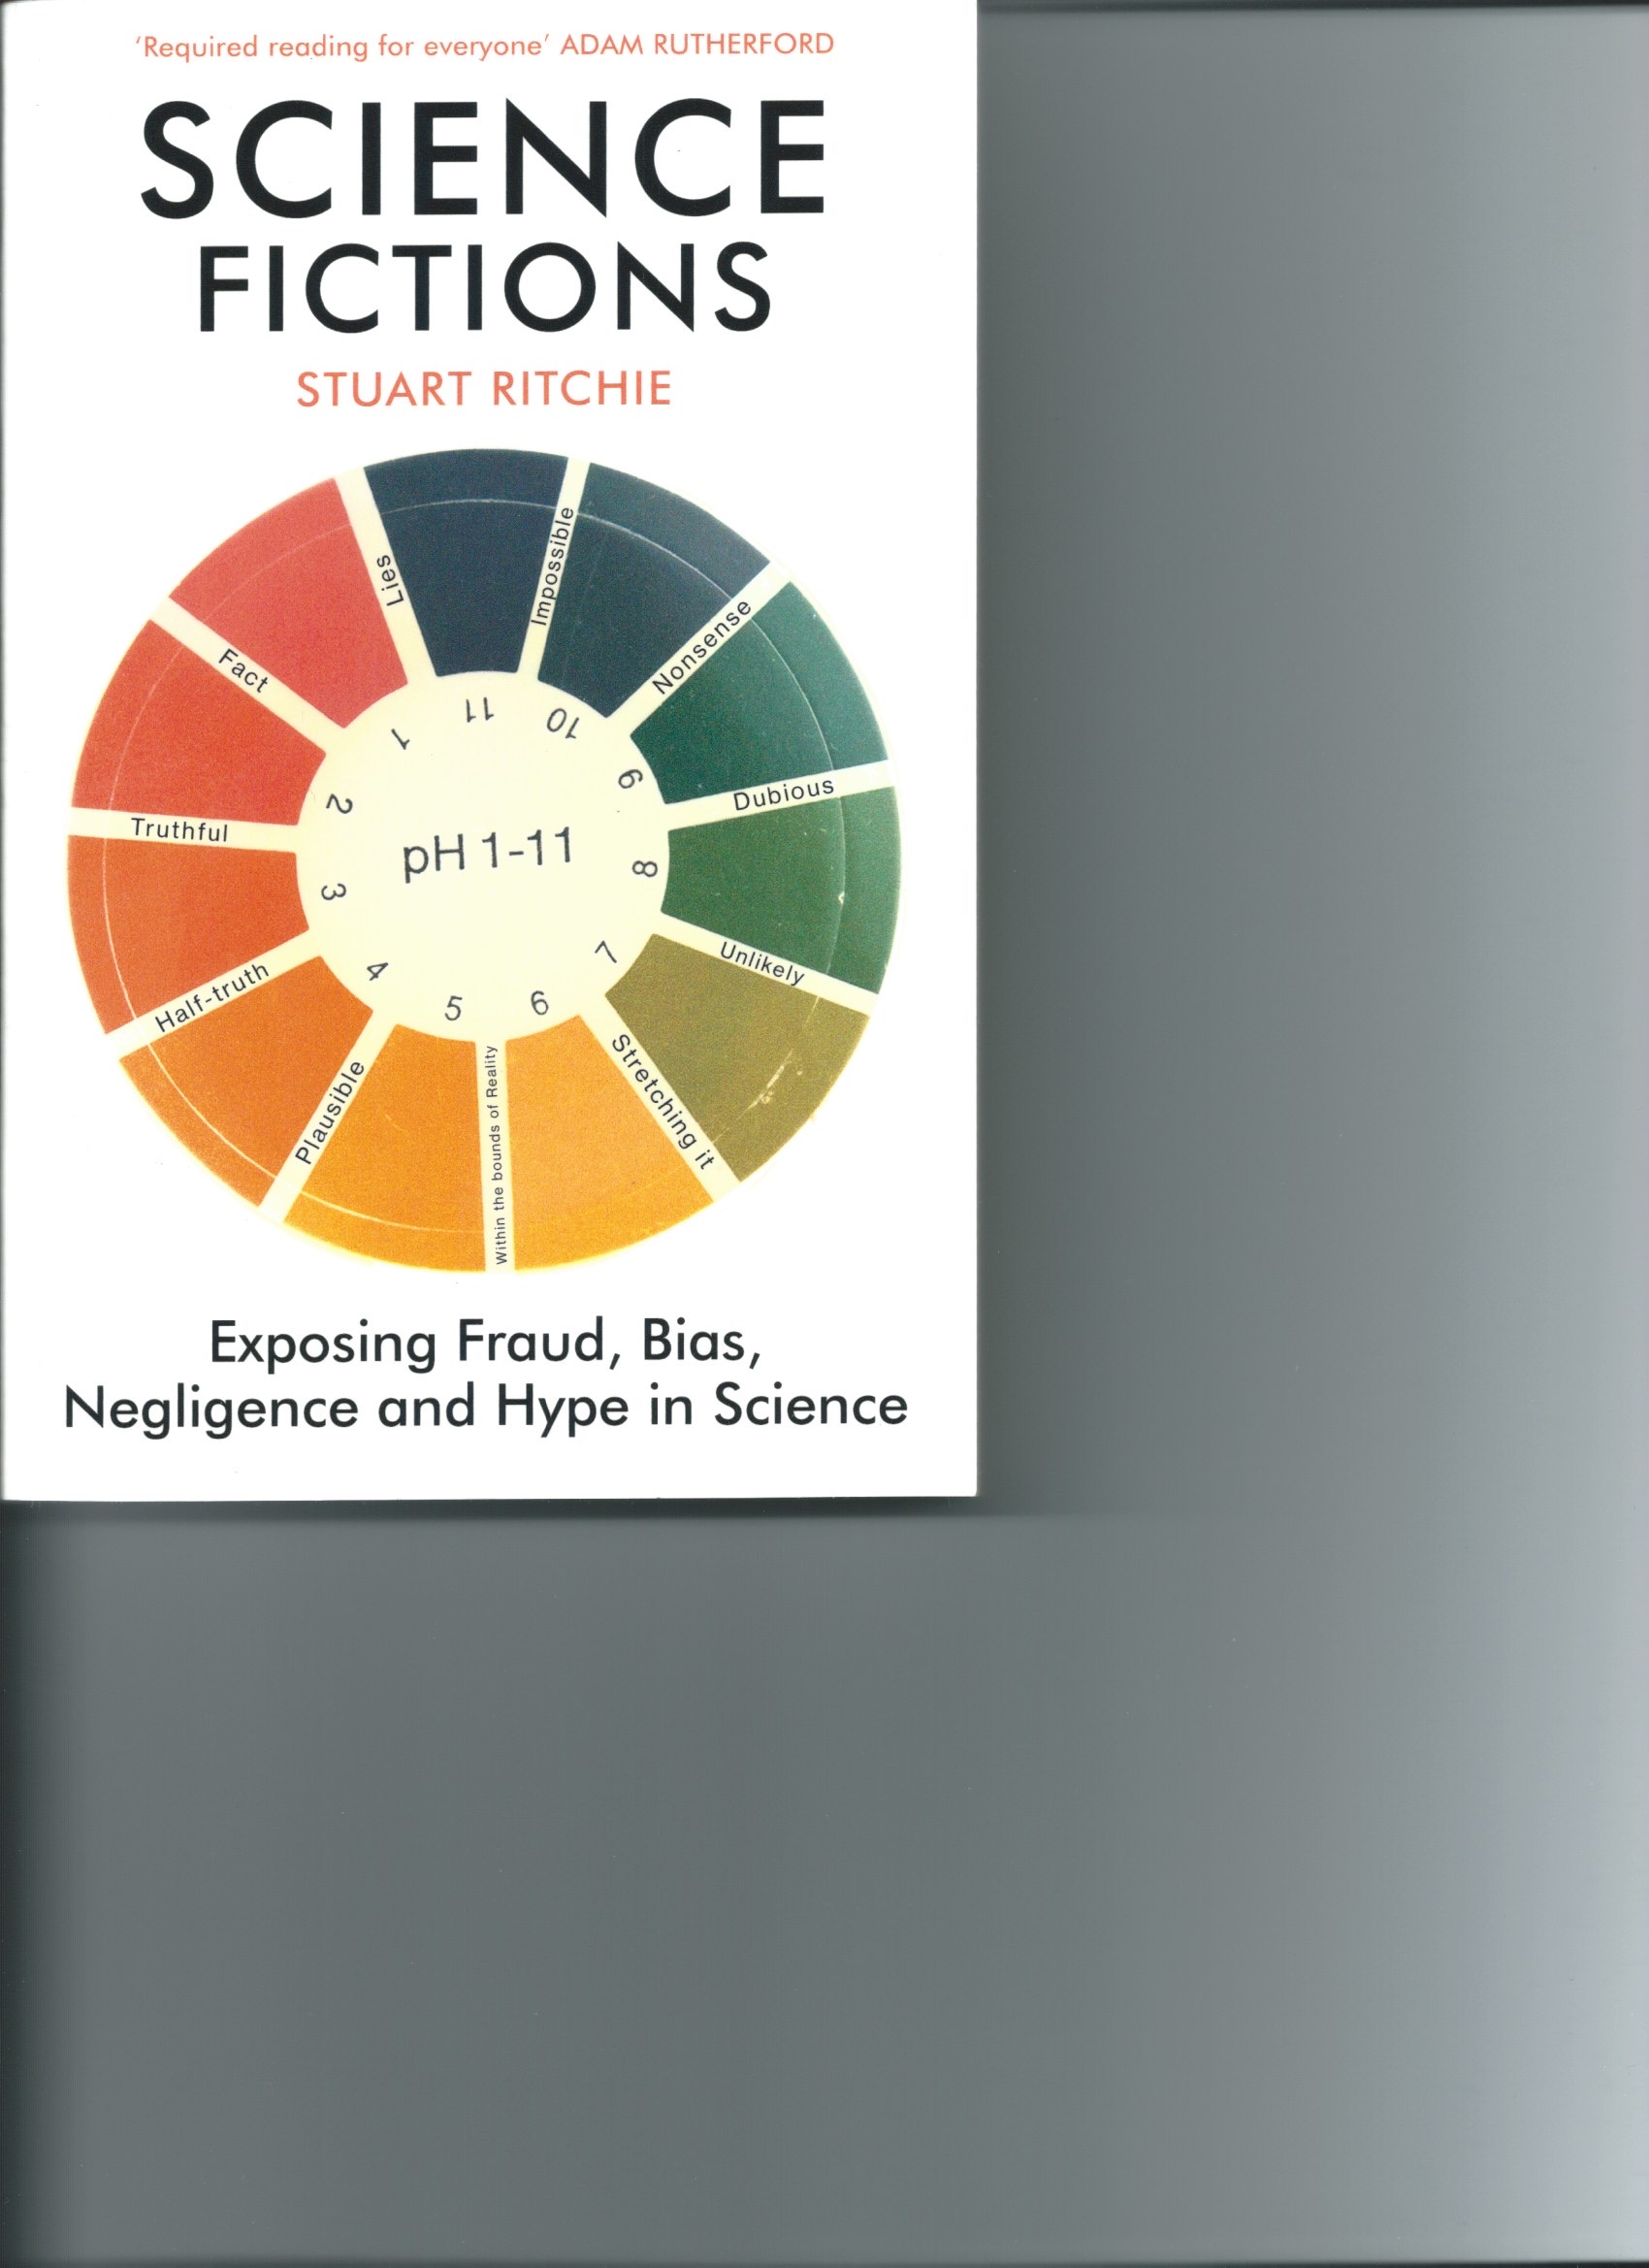 ‘Required reading for everyone’ ADAM RUTHERFORD
SCIENCE
FICTIONS
STUART RITCHIE
Lies
Impossible
Nonsense
Dubious
Unlikely
Stretching it
Within the bounds of Reality
Plausible
Half-truth
Truthful
Fact
1
2
3
4
5
6
7
8
9
10
11
pH 1-11
Exposing Fraud, Bias,
Negligence and Hype in Science